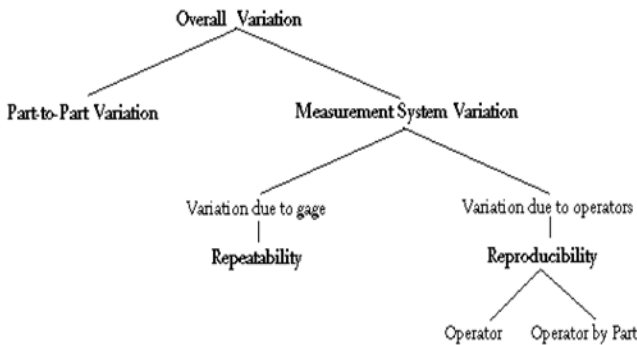 Overall Variation
Part-to-Part Variation
Measurement System Variation
Variation due to gage
Variation due to operators
Repeatability
Reproducibility
Operator
Operator by Part